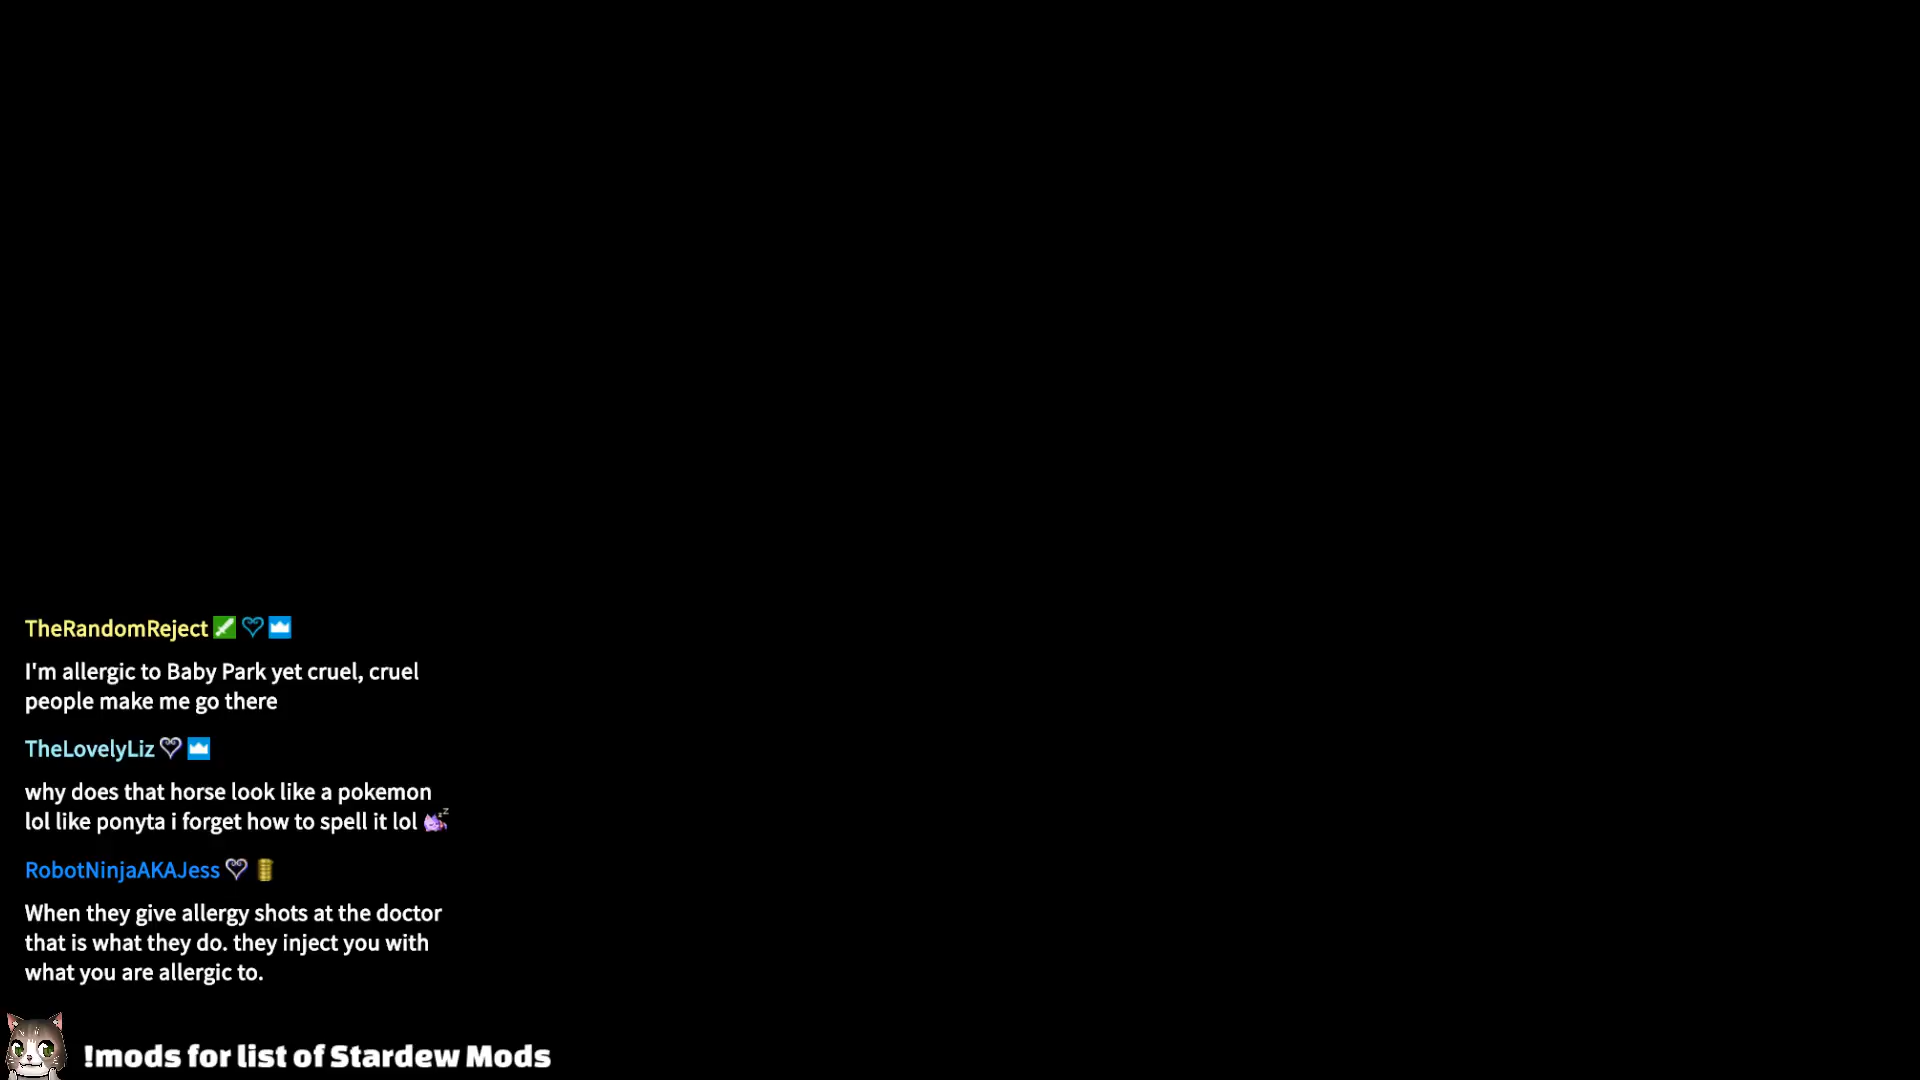 TheRandomReject
I'm allergic to Baby Park yet cruel, cruel
people make me go there
TheLovelyLiz
why does that horse look like a pokemon
lol like ponyta i forget how to spell it lol
RobotNinjaAKAJess
When they give allergy shots at the doctor
that is what they do. they inject you with
what you are allergic to.
!mods for list of Stardew Mods